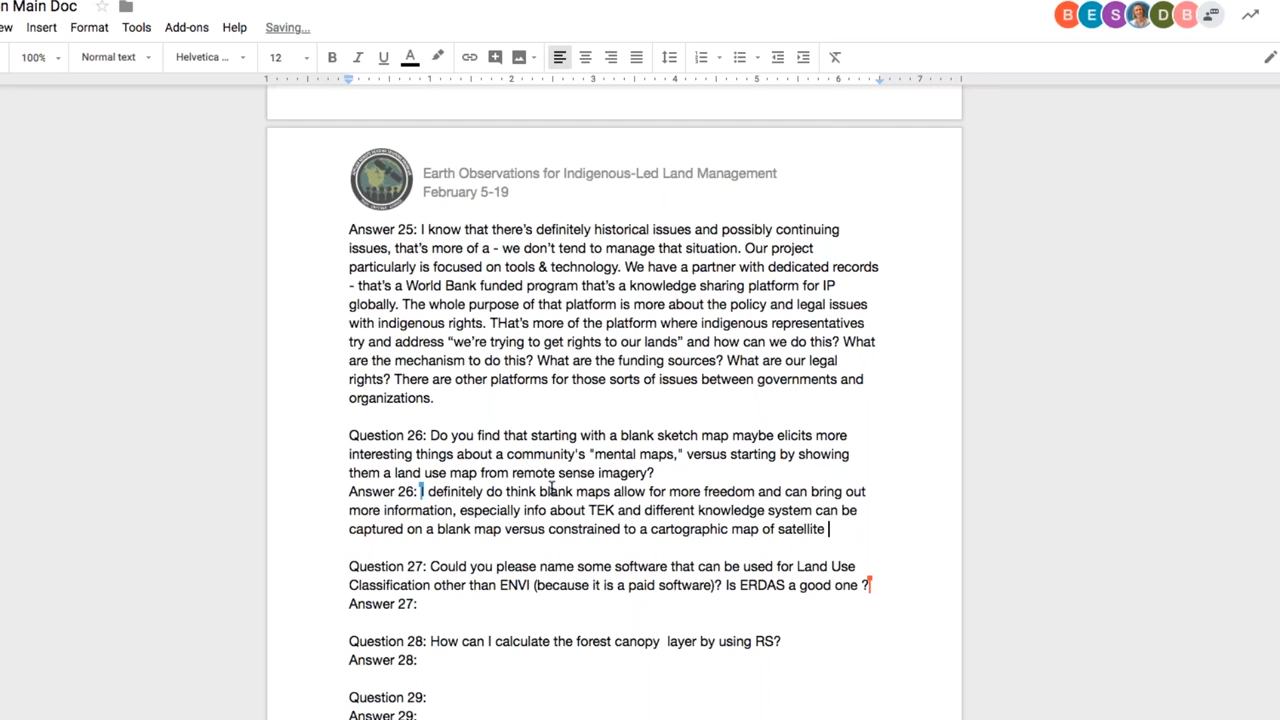 n Main Doc
ew Insert Format Tools Add-ons Help Saving...
B E S D B
100% Normal text Helvetica ... 12 B I U A
1 1 2 3 4 5 6 7
Earth Observations for Indigenous-Led Land Management
February 5-19
Answer 25: I know that there's definitely historical issues and possibly continuing
issues, that's more of a - we don't tend to manage that situation. Our project
particularly is focused on tools & technology. We have a partner with dedicated records
- that's a World Bank funded program that's a knowledge sharing platform for IP
globally. The whole purpose of that platform is more about the policy and legal issues
with indigenous rights. THat's more of the platform where indigenous representatives
try and address “we're trying to get rights to our lands” and how can we do this? What
are the mechanism to do this? What are the funding sources? What are our legal
rights? There are other platforms for those sorts of issues between governments and
organizations.
Question 26: Do you find that starting with a blank sketch map maybe elicits more
interesting things about a community's "mental maps," versus starting by showing
them a land use map from remote sense imagery?
Answer 26: I definitely do think blank maps allow for more freedom and can bring out
more information, especially info about TEK and different knowledge system can be
captured on a blank map versus constrained to a cartographic map of satellite
Question 27: Could you please name some software that can be used for Land Use
Classification other than ENVI (because it is a paid software)? Is ERDAS a good one ?
Answer 27:
Question 28: How can I calculate the forest canopy  layer by using RS?
Answer 28:
Question 29:
Answer 29: